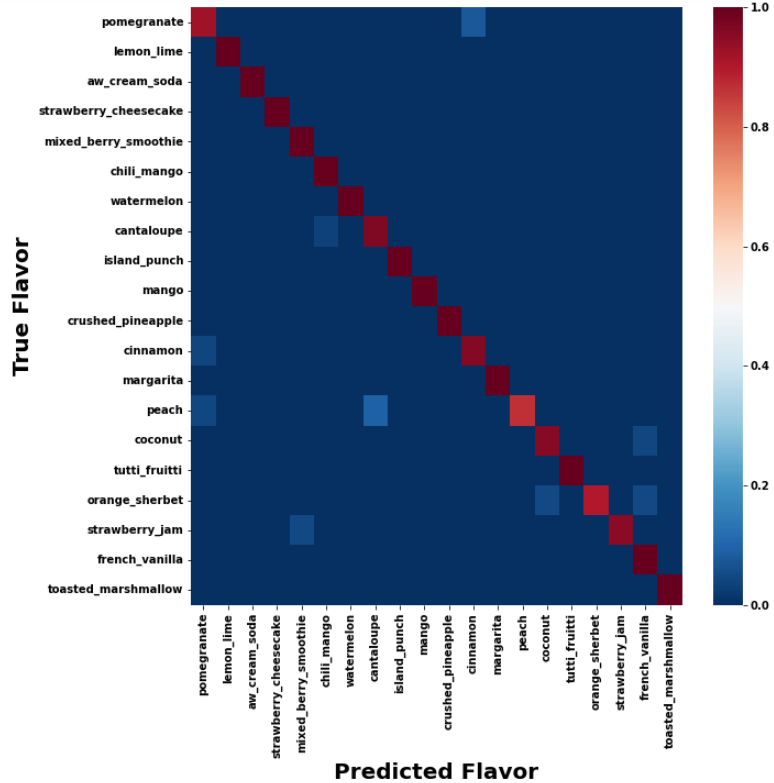 True Flavor
pomegranate
lemon_lime
aw_cream_soda
strawberry_cheesecake
mixed_berry_smoothie
chili_mango
watermelon
cantaloupe
island_punch
mango
crushed_pineapple
cinnamon
margarita
peach
coconut
tutti_fruitti
orange_sherbet
strawberry_jam
french_vanilla
toasted_marshmallow
pomegranate
lemon_lime
aw_cream_soda
strawberry_cheesecake
mixed_berry_smoothie
chili_mango
watermelon
cantaloupe
island_punch
mango
crushed_pineapple
cinnamon
margarita
peach
coconut
tutti_fruitti
orange_sherbet
strawberry_jam
french_vanilla
toasted_marshmallow
Predicted Flavor
1.0
0.8
0.6
0.4
0.2
0.0